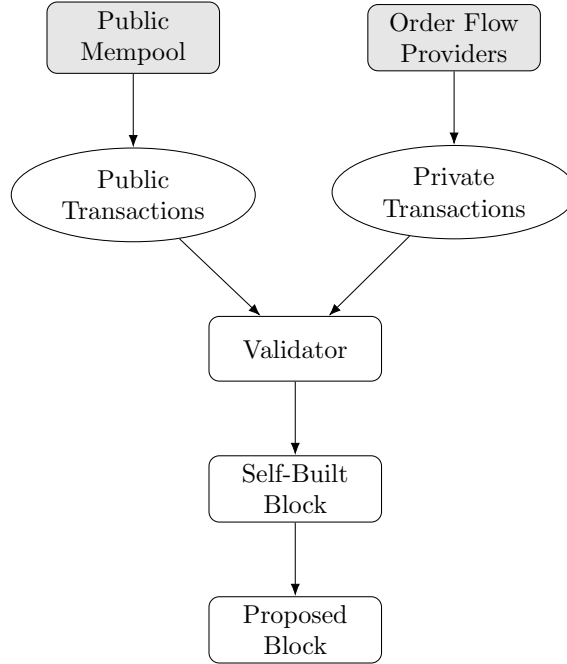 Public
Mempool
Order Flow
Providers
Public
Transactions
Private
Transactions
Validator
Self-Built
Block
Proposed
Block